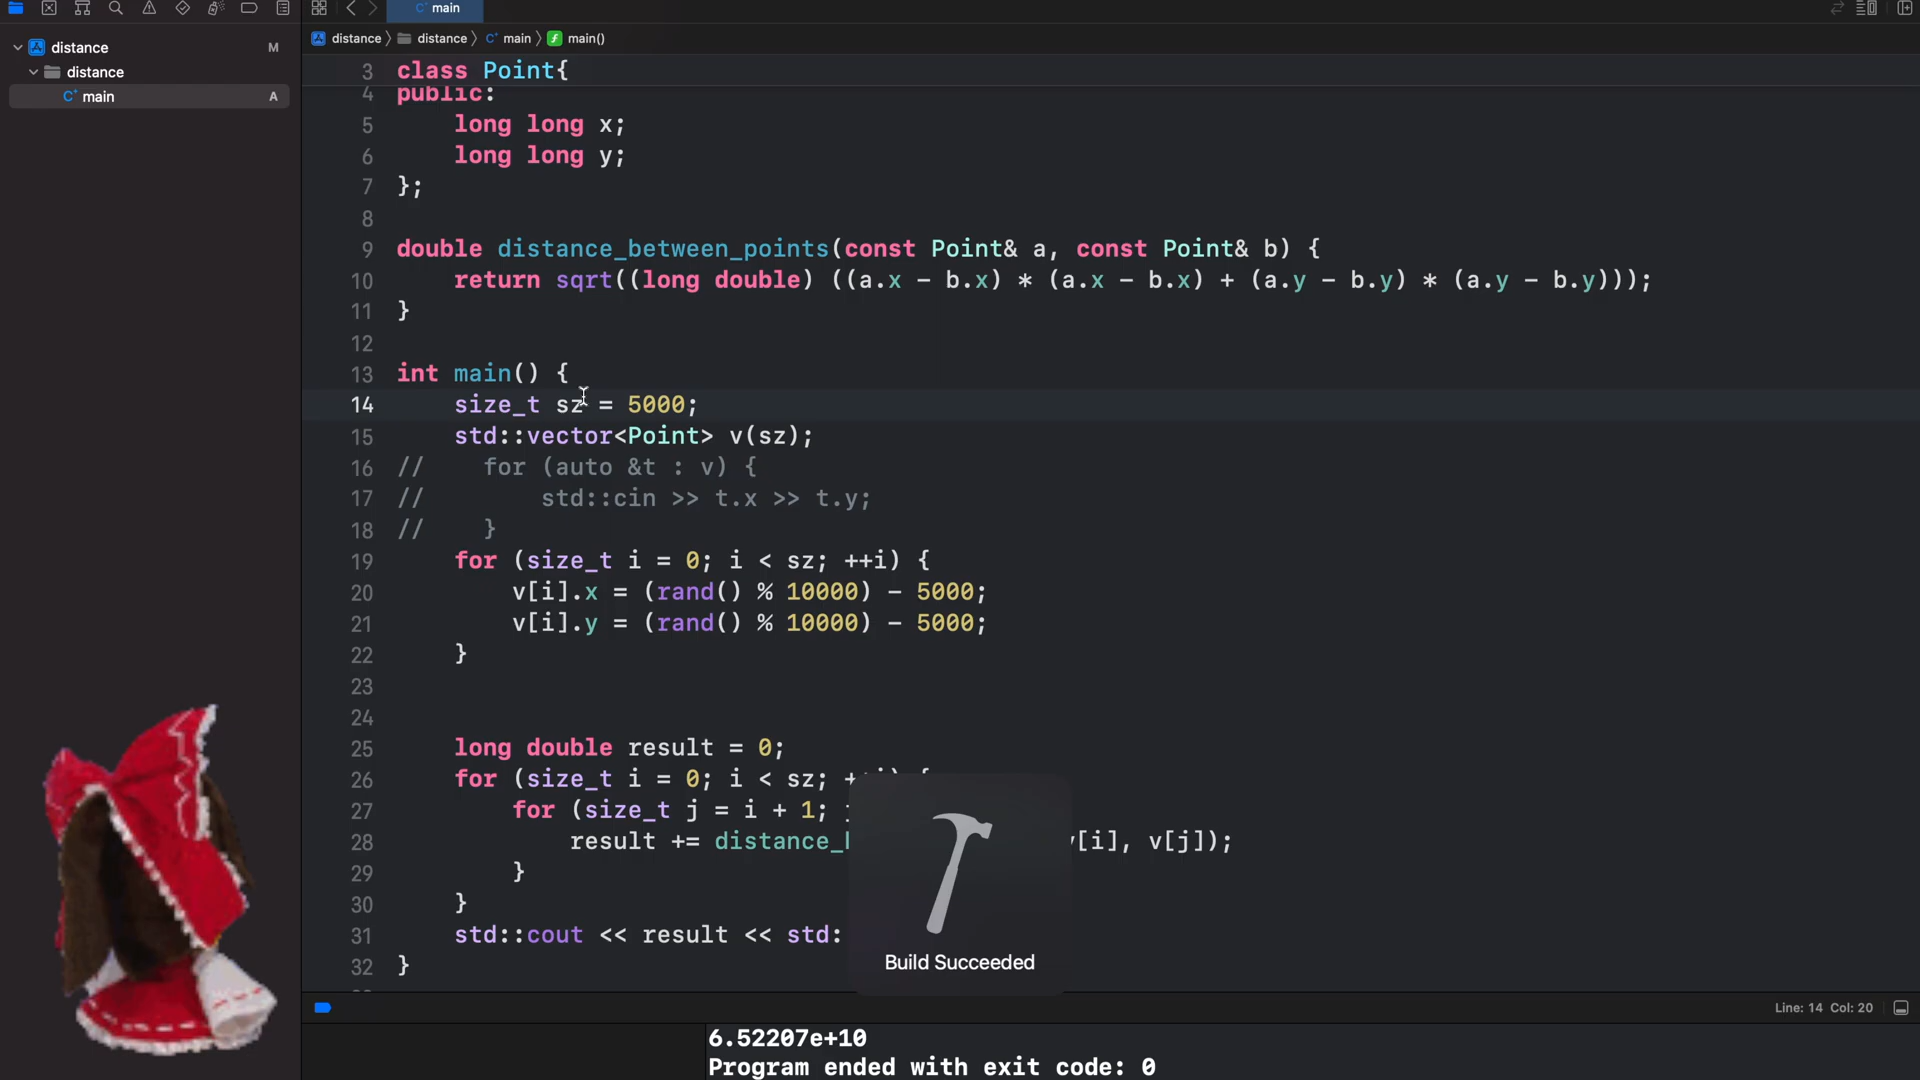 main
distance > distance > main > main()
distance M
distance
main A
3 class Point{
4 public:
5 long long x;
6 long long y;
7 };
8
9 double distance_between_points(const Point& a, const Point& b) {
10 return sqrt((long double) ((a.x - b.x) * (a.x - b.x) + (a.y - b.y) * (a.y - b.y)));
11 }
12
13 int main() {
14 size_t sz = 5000;
15 std::vector<Point> v(sz);
16 // for (auto &t : v) {
17 // std::cin >> t.x >> t.y;
18 // }
19 for (size_t i = 0; i < sz; ++i) {
20 v[i].x = (rand() % 10000) - 5000;
21 v[i].y = (rand() % 10000) - 5000;
22 }
23
24
25 long double result = 0;
26 for (size_t i = 0; i < sz; ++i) {
27 for (size_t j = i + 1;
28 result += distance_ v[i], v[j]);
29 }
30 }
31 std::cout << result << std:
32 }
Build Succeeded
Line: 14 Col: 20
6.52207e+10
Program ended with exit code: 0